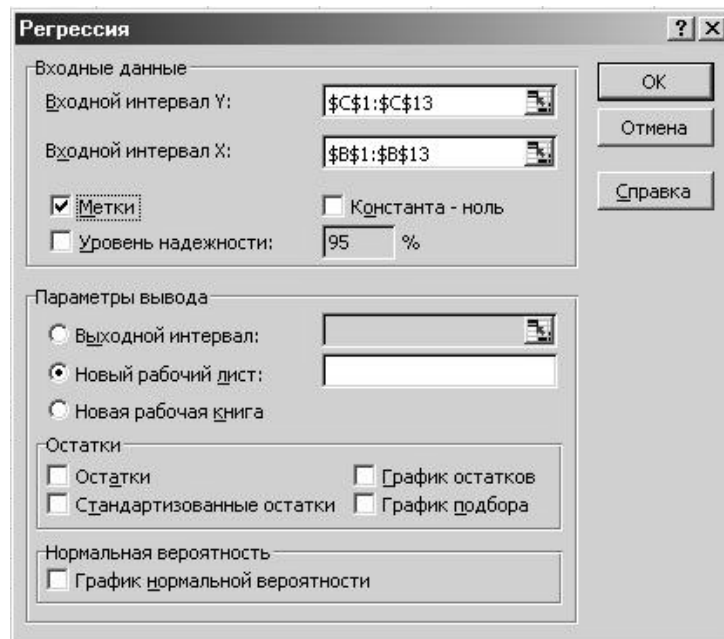 Регрессия
Входные данные
Входной интервал Y: $C$1:$C$13
Входной интервал X: $B$1:$B$13
Метки Константа - ноль
Уровень надежности: 95 %
ОК
Отмена
Справка
Параметры вывода
Выходной интервал:
Новый рабочий лист:
Новая рабочая книга
Остатки
Остатки График остатков
Стандартизованные остатки График подбора
Нормальная вероятность
График нормальной вероятности